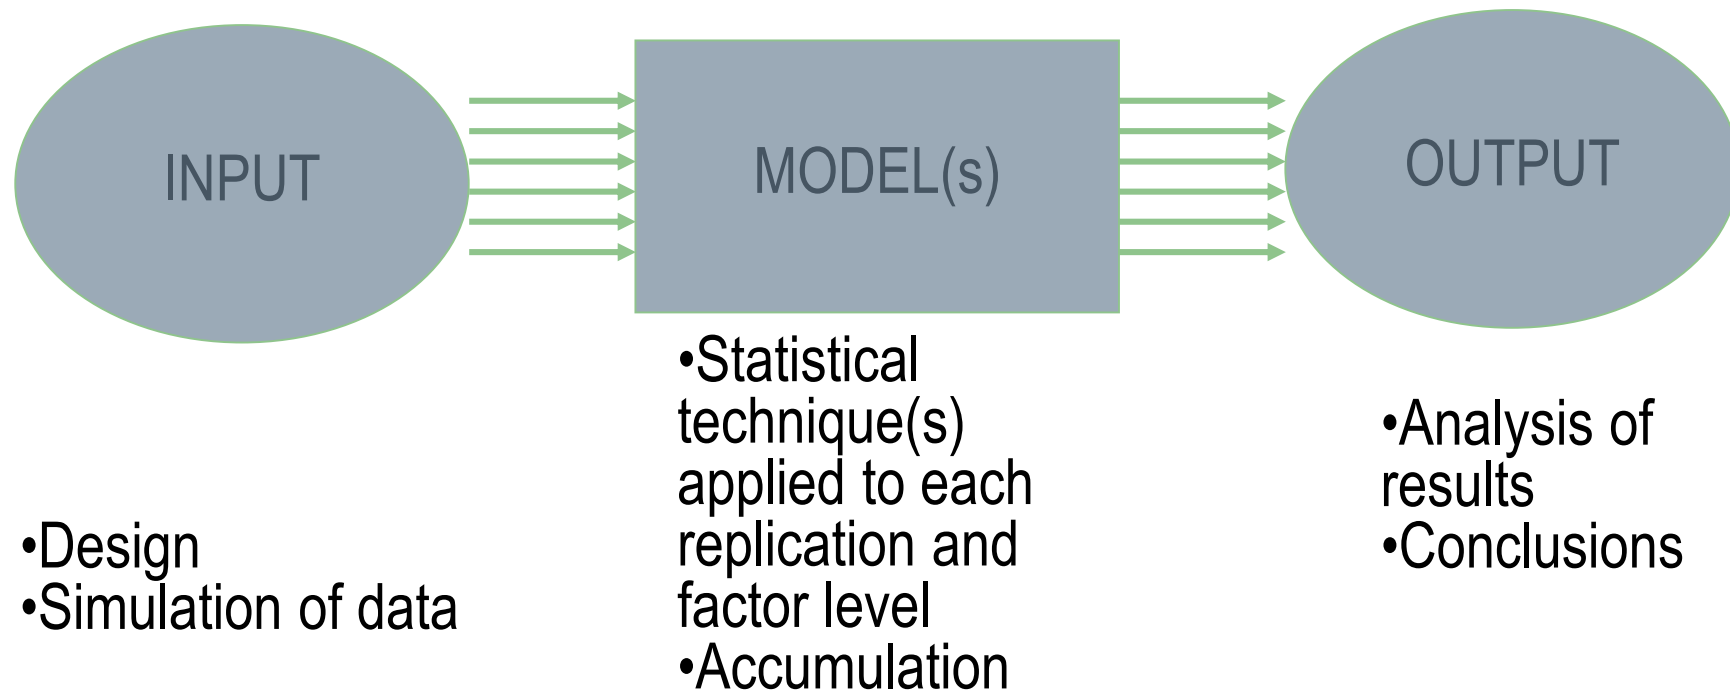 INPUT
MODEL(s)
OUTPUT
•Design
•Simulation of data
•Statistical
technique(s)
applied to each
replication and
factor level
•Accumulation
•Analysis of
results
•Conclusions